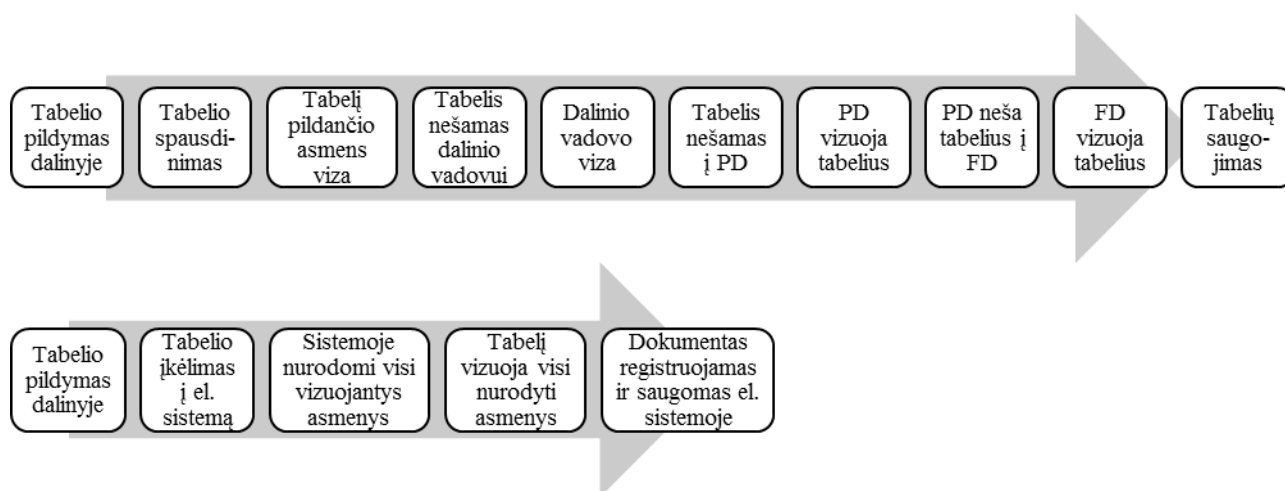 Tabelio
pildymas
dalinyje
Tabelio
spausdi-
nimas
Tabelį
pildančio
asmens
viza
Tabelis
nešamas
dalinio
vadovui
Dalinio
vadovo
viza
Tabelis
nešamas
į PD
PD
vizuoja
tabelius
PD neša
tabelius į
FD
FD
vizuoja
tabelius
Tabelių
saugo-
jimas
Tabelio
pildymas
dalinyje
Tabelio
įkėlimas
į el.
sistemą
Sistemoje
nurodomi visi
vizuojantys
asmenys
Tabelį
vizuoja visi
nurodyti
asmenys
Dokumentas
registruojamas
ir saugomas el.
sistemoje